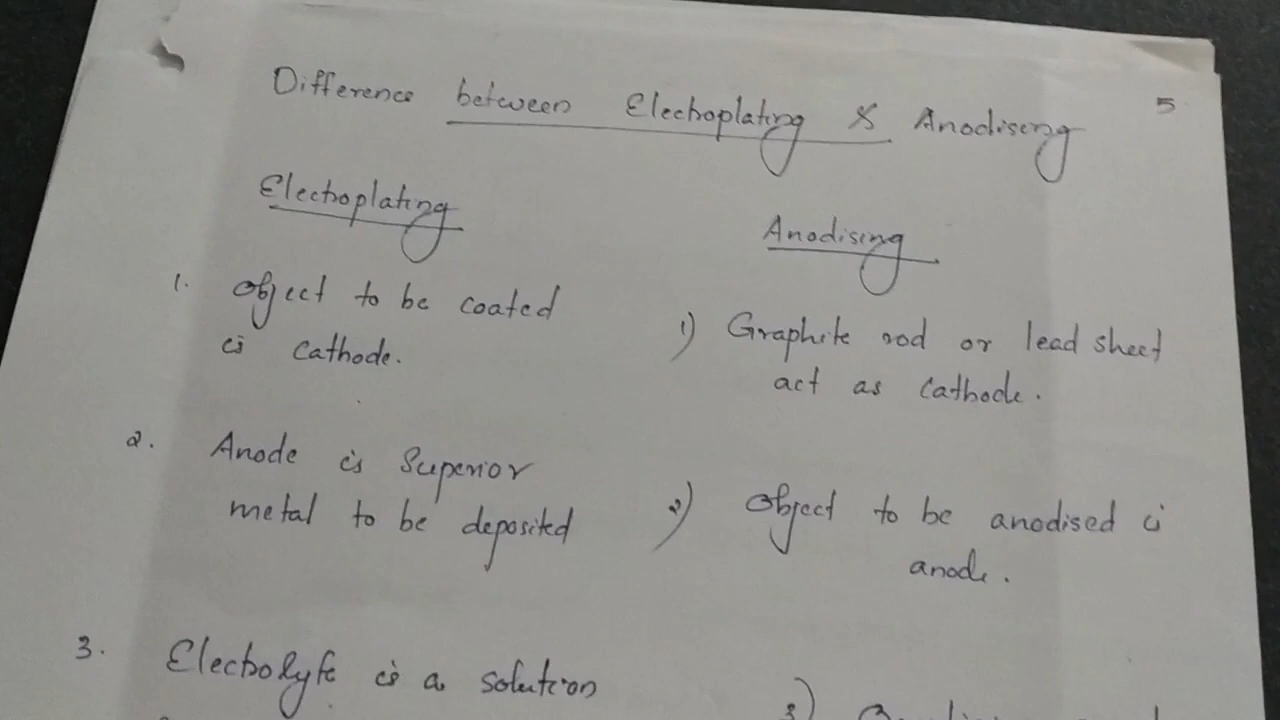 Difference between Electroplating & Anodising
5
Electroplating
1. Object to be coated
is cathode.
2. Anode is Superior
metal to be deposited
3. Electrolyte is a solution
Anodising
1) Graphite rod or lead sheet
act as cathode.
2) Object to be anodised is
anode.
3)